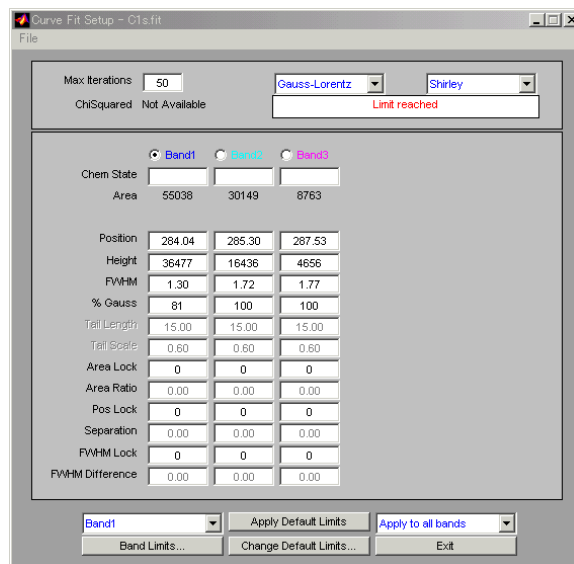 Curve Fit Setup - C1s.fit
File
Max Iterations 50 Gauss-Lorentz Shirley
ChiSquared Not Available Limit reached
Band1 Band2 Band3
Chem State
Area 55038 30149 8763
Position 284.04 285.30 287.53
Height 36477 16436 4656
FWHM 1.30 1.72 1.77
% Gauss 81 100 100
Tail Length 15.00 15.00 15.00
Tail Scale 0.60 0.60 0.60
Area Lock 0 0 0
Area Ratio 0.00 0.00 0.00
Pos Lock 0 0 0
Separation 0.00 0.00 0.00
FWHM Lock 0 0 0
FWHM Difference 0.00 0.00 0.00
Band1 Apply Default Limits Apply to all bands
Band Limits... Change Default Limits... Exit